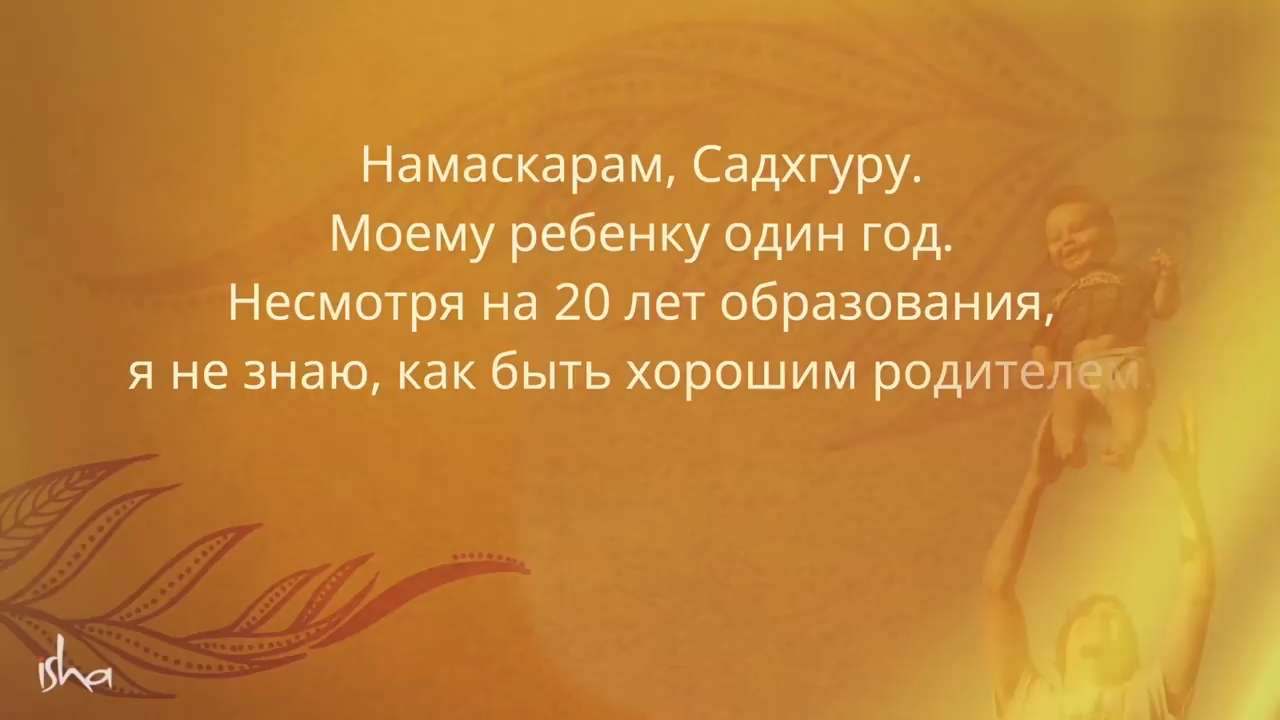 Намаскарам, Садхгуру.
Моему ребенку один год.
Несмотря на 20 лет образования,
я не знаю, как быть хорошим родителем.
isha